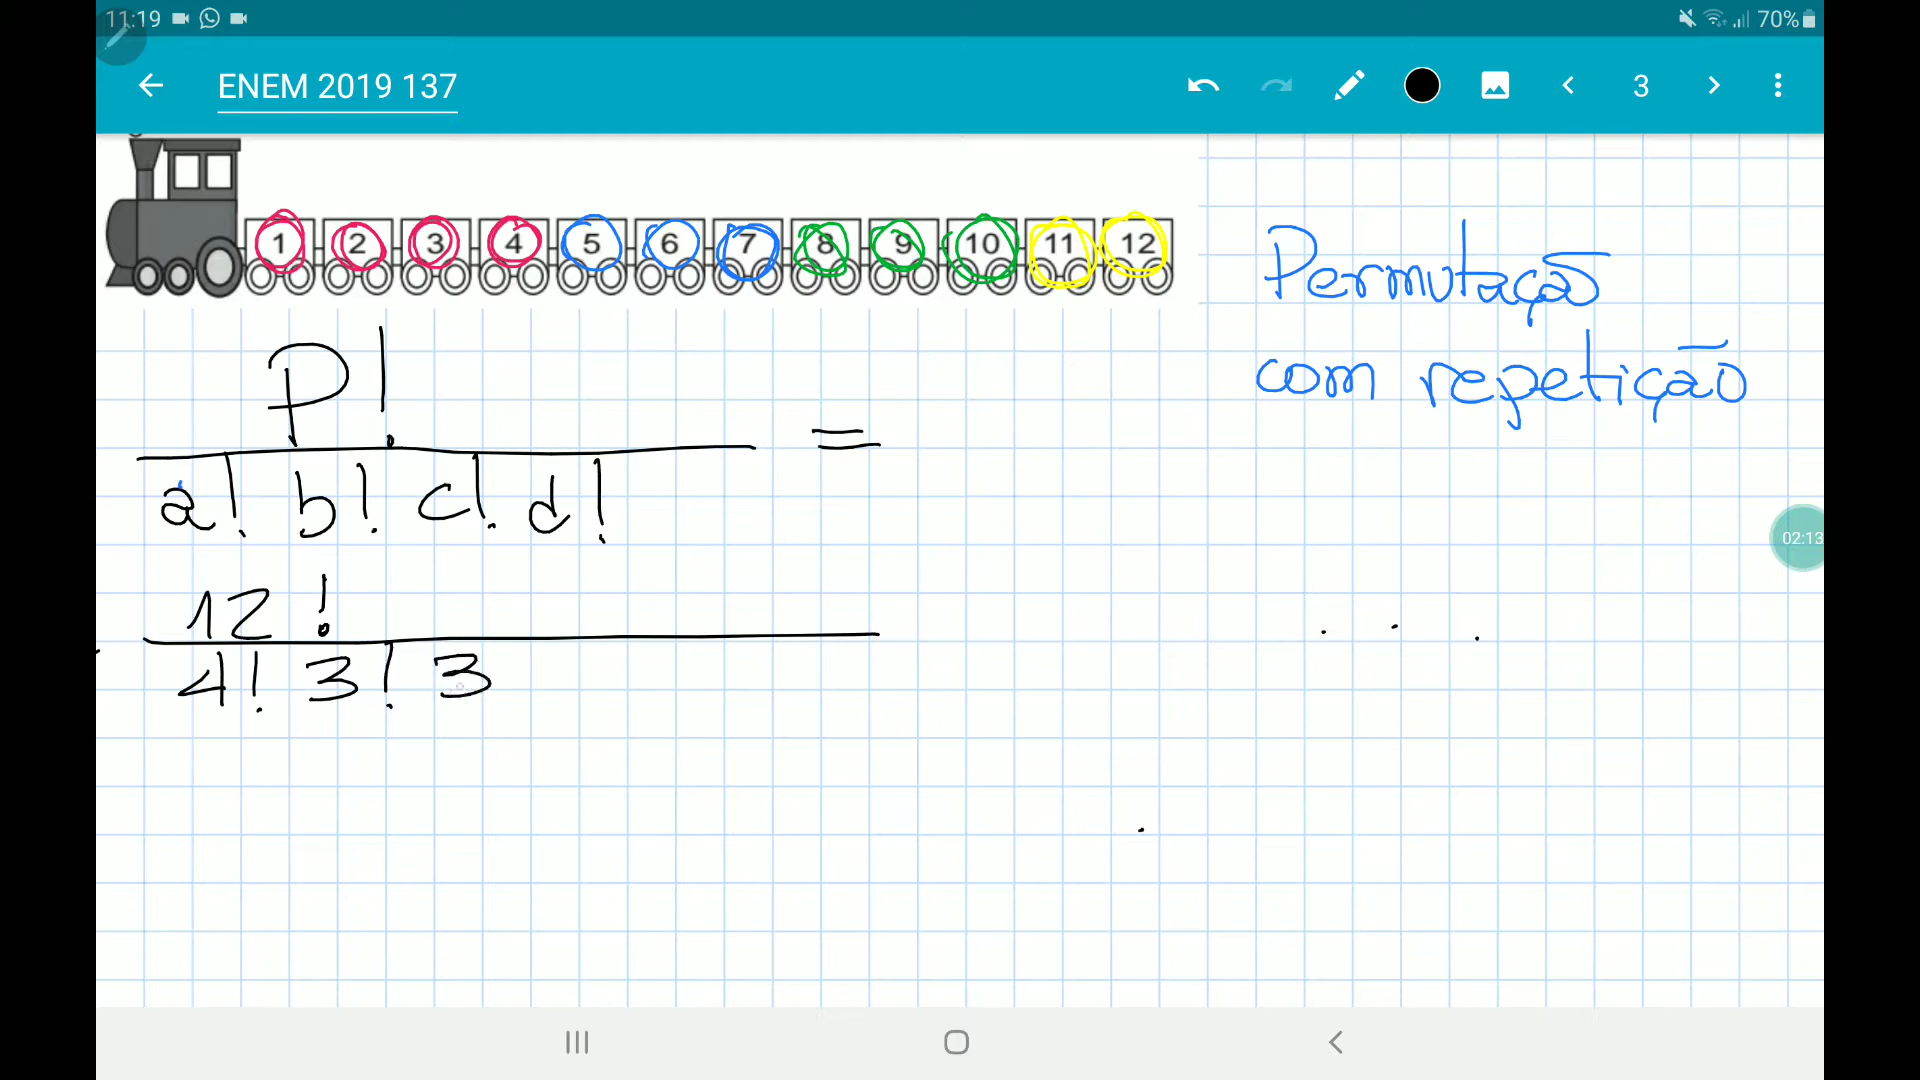 11:19 70%
ENEM 2019 137 3
1 2 3 4 5 6 7 8 9 10 11 12
Permutação
com repetição
P!
a! b! c! d! =
12!
4! 3! 3
02:13